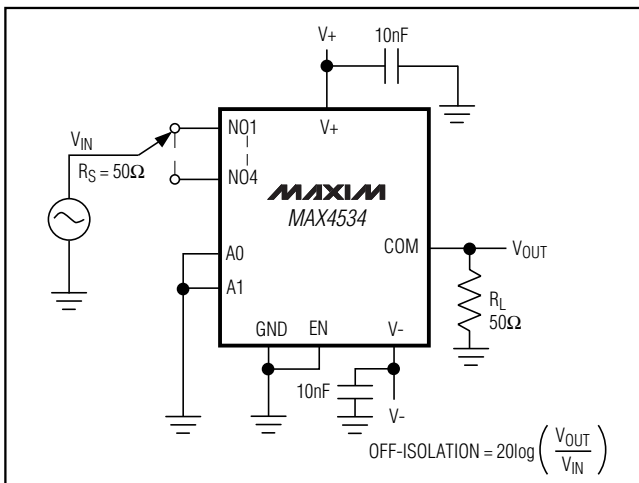 V+
10nF
V+
NO1
VIN
RS = 50Ω
NO4
MAXIM
MAX4534
COM
VOUT
A0
A1
RL
50Ω
GND
EN
V-
10nF
V-
OFF-ISOLATION = 20log(VOUT/VIN)